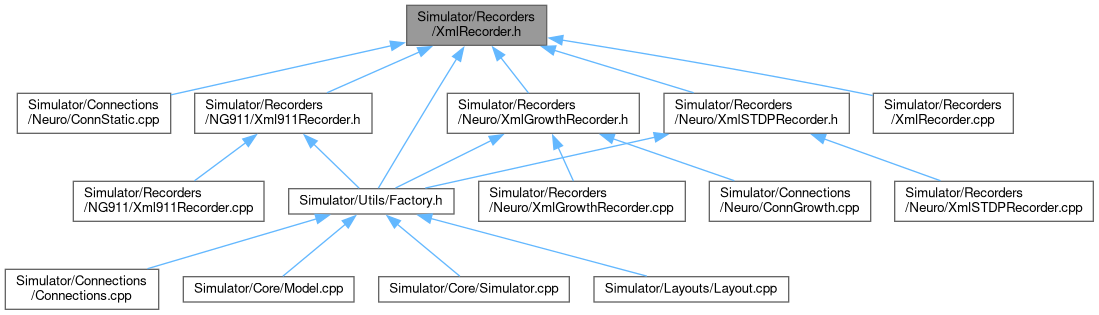 Simulator/Recorders
/XmlRecorder.h
Simulator/Connections
/Neuro/ConnStatic.cpp
Simulator/Recorders
/NG911/Xml911Recorder.h
Simulator/Recorders
/Neuro/XmlGrowthRecorder.h
Simulator/Recorders
/Neuro/XmlSTDPRecorder.h
Simulator/Recorders
/XmlRecorder.cpp
Simulator/Recorders
/NG911/Xml911Recorder.cpp
Simulator/Utils/Factory.h
Simulator/Recorders
/Neuro/XmlGrowthRecorder.cpp
Simulator/Connections
/Neuro/ConnGrowth.cpp
Simulator/Recorders
/Neuro/XmlSTDPRecorder.cpp
Simulator/Connections
/Connections.cpp
Simulator/Core/Model.cpp
Simulator/Core/Simulator.cpp
Simulator/Layouts/Layout.cpp